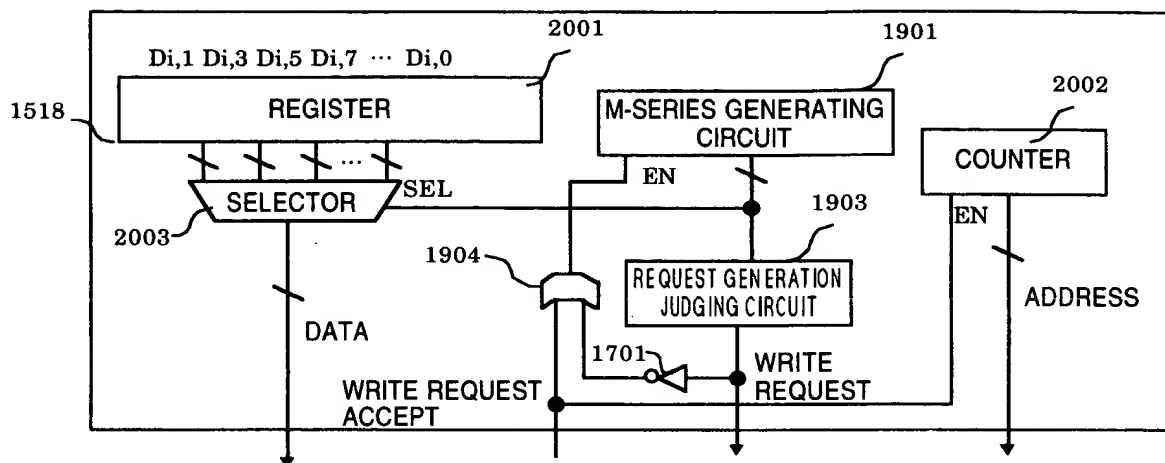 2001
1901
Di,1 Di,3 Di,5 Di,7 ··· Di,0
2002
REGISTER
1518
M-SERIES GENERATING
CIRCUIT
COUNTER
···
EN
SEL
SELECTOR
1903
EN
2003
1904
REQUEST GENERATION
JUDGING CIRCUIT
ADDRESS
DATA
1701
WRITE
REQUEST
WRITE REQUEST
ACCEPT